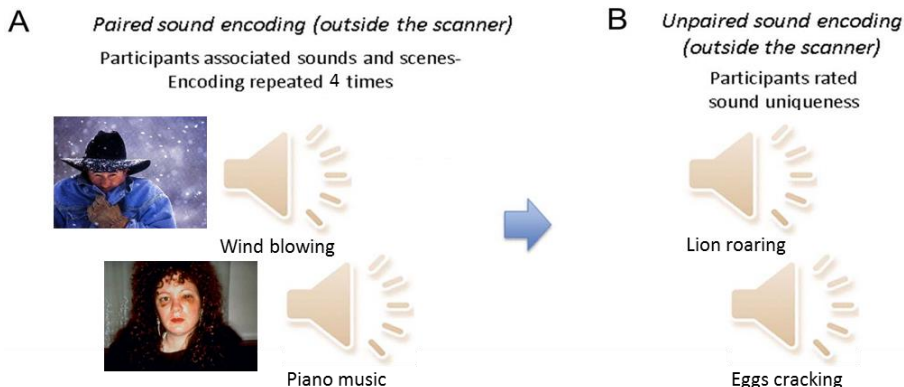 A
Paired sound encoding (outside the scanner)
Participants associated sounds and scenes-
Encoding repeated 4 times
Wind blowing
Piano music
B
Unpaired sound encoding
(outside the scanner)
Participants rated
sound uniqueness
Lion roaring
Eggs cracking